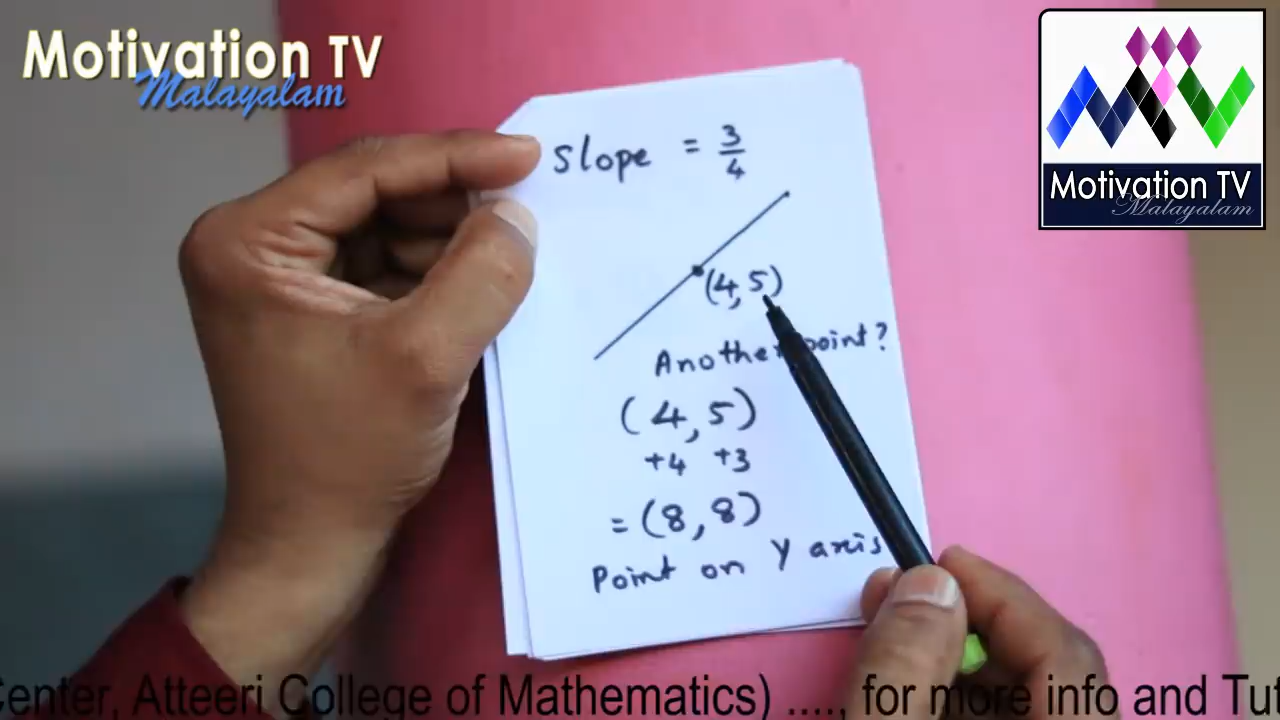 Motivation TV
Malayalam
Motivation TV
Malayalam
Slope = 3/4
(4,5)
Another point?
(4,5)
+4 +3
=(8,8)
Point on Y axis
Center, Atteeri College of Mathematics) ...., for more info and Tut